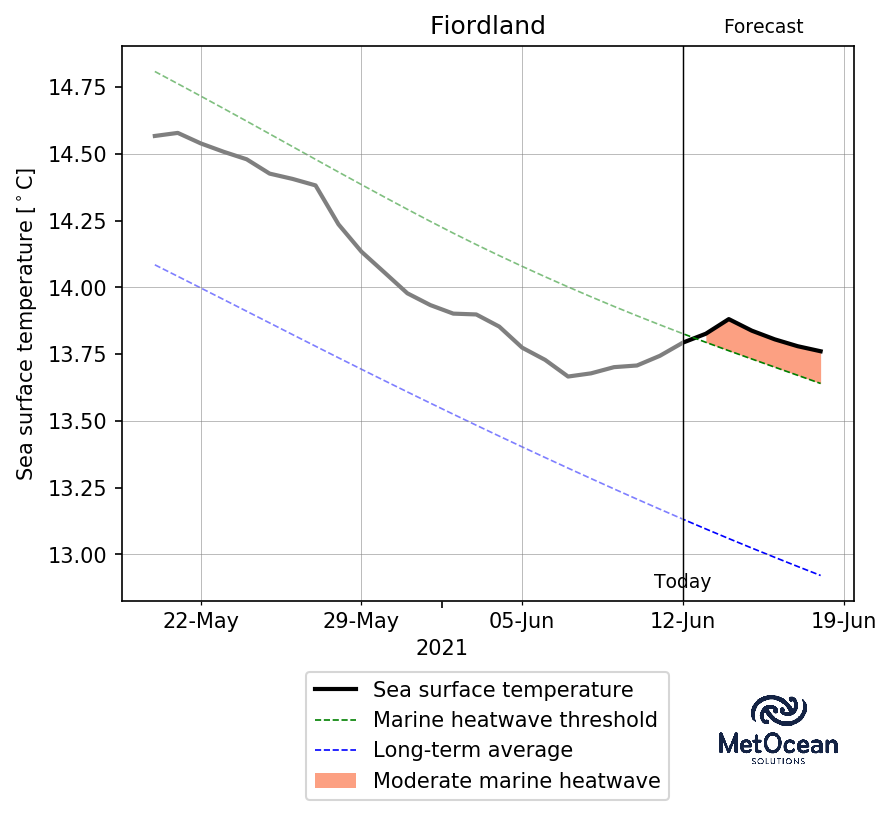 Fiordland
Forecast
Sea surface temperature [°C]
14.75
14.50
14.25
14.00
13.75
13.50
13.25
13.00
Today
22-May 29-May 05-Jun 12-Jun 19-Jun
2021
Sea surface temperature
Marine heatwave threshold
Long-term average
Moderate marine heatwave
MetOcean
SOLUTIONS